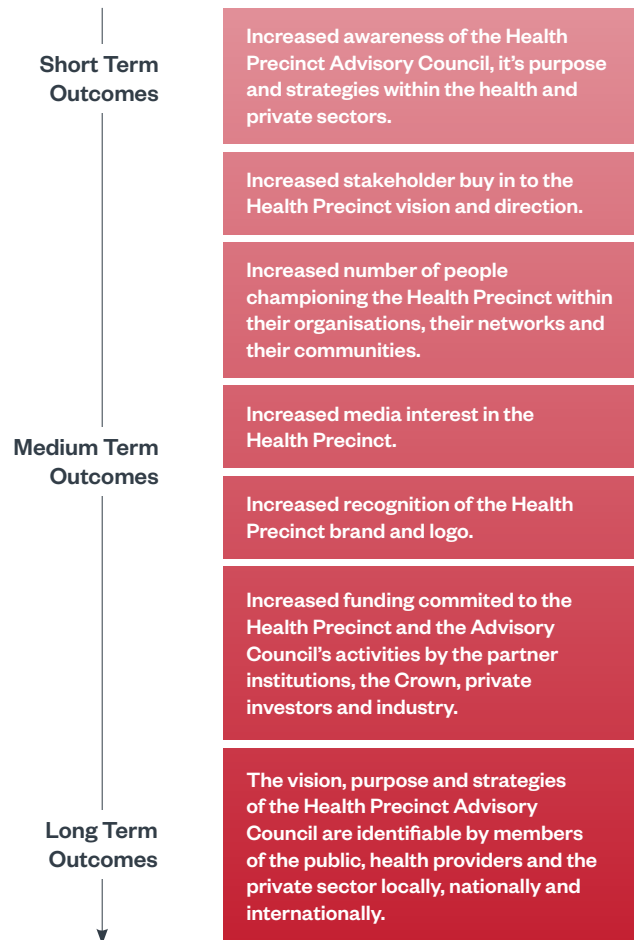 Short Term
Outcomes
Increased awareness of the Health
Precinct Advisory Council, it's purpose
and strategies within the health and
private sectors.
Increased stakeholder buy in to the
Health Precinct vision and direction.
Increased number of people
championing the Health Precinct within
their organisations, their networks and
their communities.
Medium Term
Outcomes
Increased media interest in the
Health Precinct.
Increased recognition of the Health
Precinct brand and logo.
Increased funding commited to the
Health Precinct and the Advisory
Council's activities by the partner
institutions, the Crown, private
investors and industry.
Long Term
Outcomes
The vision, purpose and strategies
of the Health Precinct Advisory
Council are identifiable by members
of the public, health providers and the
private sector locally, nationally and
internationally.